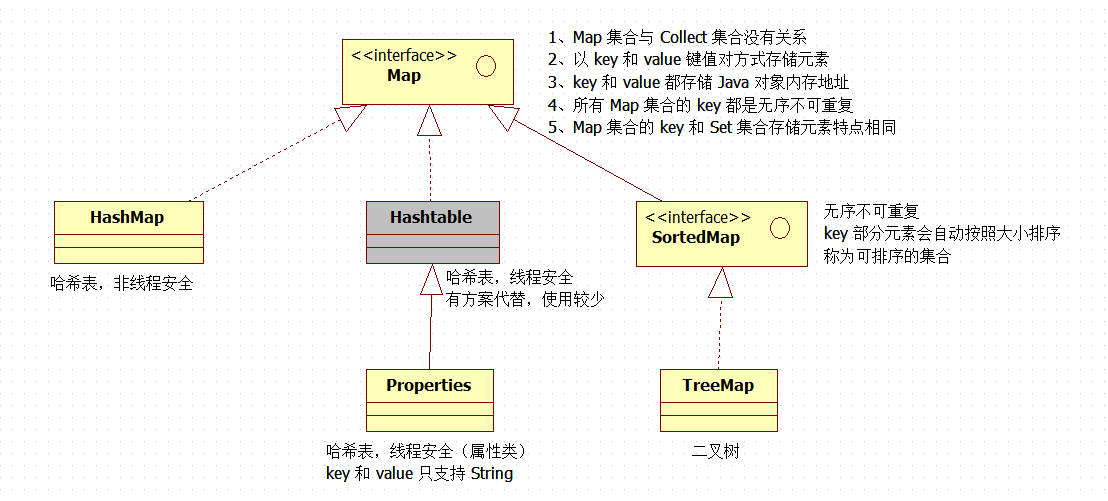 <<interface>>
Map
1、Map 集合与 Collect 集合没有关系
2、以 key 和 value 键值对方式存储元素
3、key 和 value 都存储 Java 对象内存地址
4、所有 Map 集合的 key 都是无序不可重复
5、Map 集合的 key 和 Set 集合存储元素特点相同
HashMap
哈希表，非线程安全
Hashtable
哈希表，线程安全
有方案代替，使用较少
<<interface>>
SortedMap
无序不可重复
key 部分元素会自动按照大小排序
称为可排序的集合
Properties
哈希表，线程安全（属性类）
key 和 value 只支持 String
TreeMap
二叉树